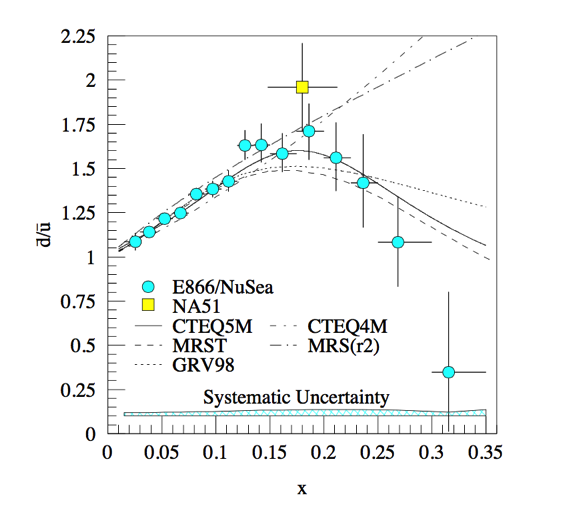 2.25
2
1.75
1.5
1.25
1
0.75
0.5
0.25
0
d̄/ū
E866/NuSea
NA51
CTEQ5M CTEQ4M
MRST MRS(r2)
GRV98
Systematic Uncertainty
0 0.05 0.1 0.15 0.2 0.25 0.3 0.35
x